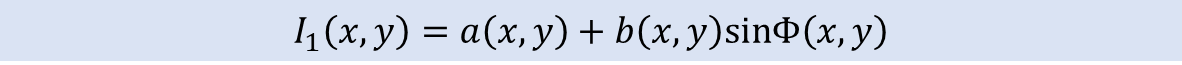 I₁(x,y) = a(x,y) + b(x,y)sinΦ(x,y)